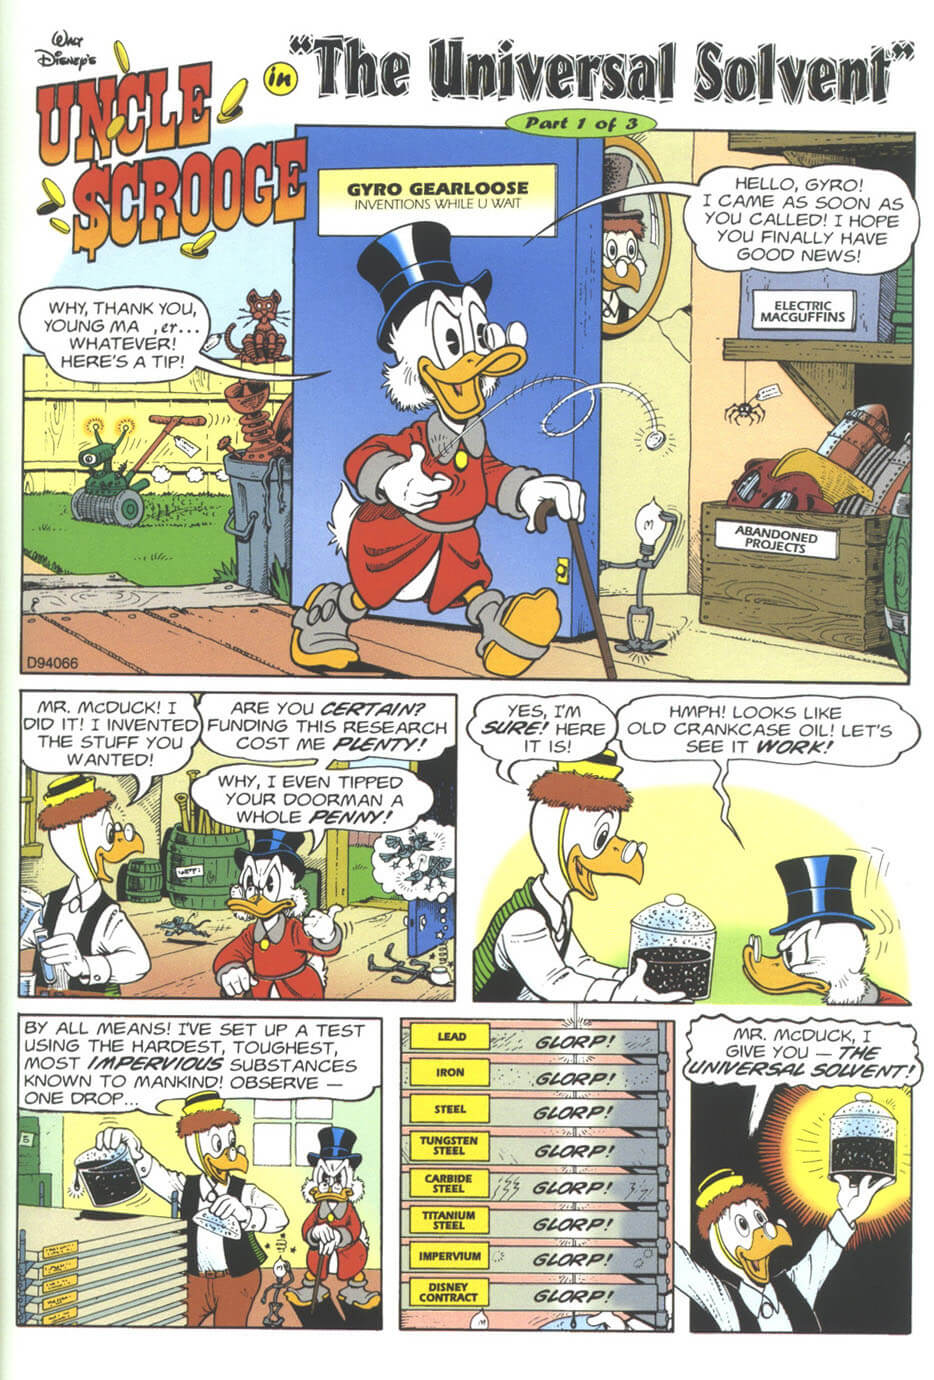 WALT
DISNEY'S
UNCLE
$CROOGE
in
"The Universal Solvent"
Part 1 of 3
GYRO GEARLOOSE
INVENTIONS WHILE U WAIT
HELLO, GYRO!
I CAME AS SOON AS
YOU CALLED! I HOPE
YOU FINALLY HAVE
GOOD NEWS!
WHY, THANK YOU,
YOUNG MA , er...
WHATEVER!
HERE'S A TIP!
ELECTRIC
MACGUFFINS
ABANDONED
PROJECTS
D94066
MR. McDUCK! I
DID IT! I INVENTED
THE STUFF YOU
WANTED!
ARE YOU CERTAIN?
FUNDING THIS RESEARCH
COST ME PLENTY!
WHY, I EVEN TIPPED
YOUR DOORMAN A
WHOLE PENNY!
YES, I'M
SURE! HERE
IT IS!
HMPH! LOOKS LIKE
OLD CRANKCASE OIL! LET'S
SEE IT WORK!
BY ALL MEANS! I'VE SET UP A TEST
USING THE HARDEST, TOUGHEST,
MOST IMPERVIOUS SUBSTANCES
KNOWN TO MANKIND! OBSERVE —
ONE DROP...
LEAD GLORP!
IRON GLORP!
STEEL GLORP!
TUNGSTEN
STEEL GLORP!
CARBIDE
STEEL GLORP!
TITANIUM
STEEL GLORP!
IMPERVIUM GLORP!
DISNEY
CONTRACT GLORP!
MR. McDUCK, I
GIVE YOU — THE
UNIVERSAL SOLVENT!